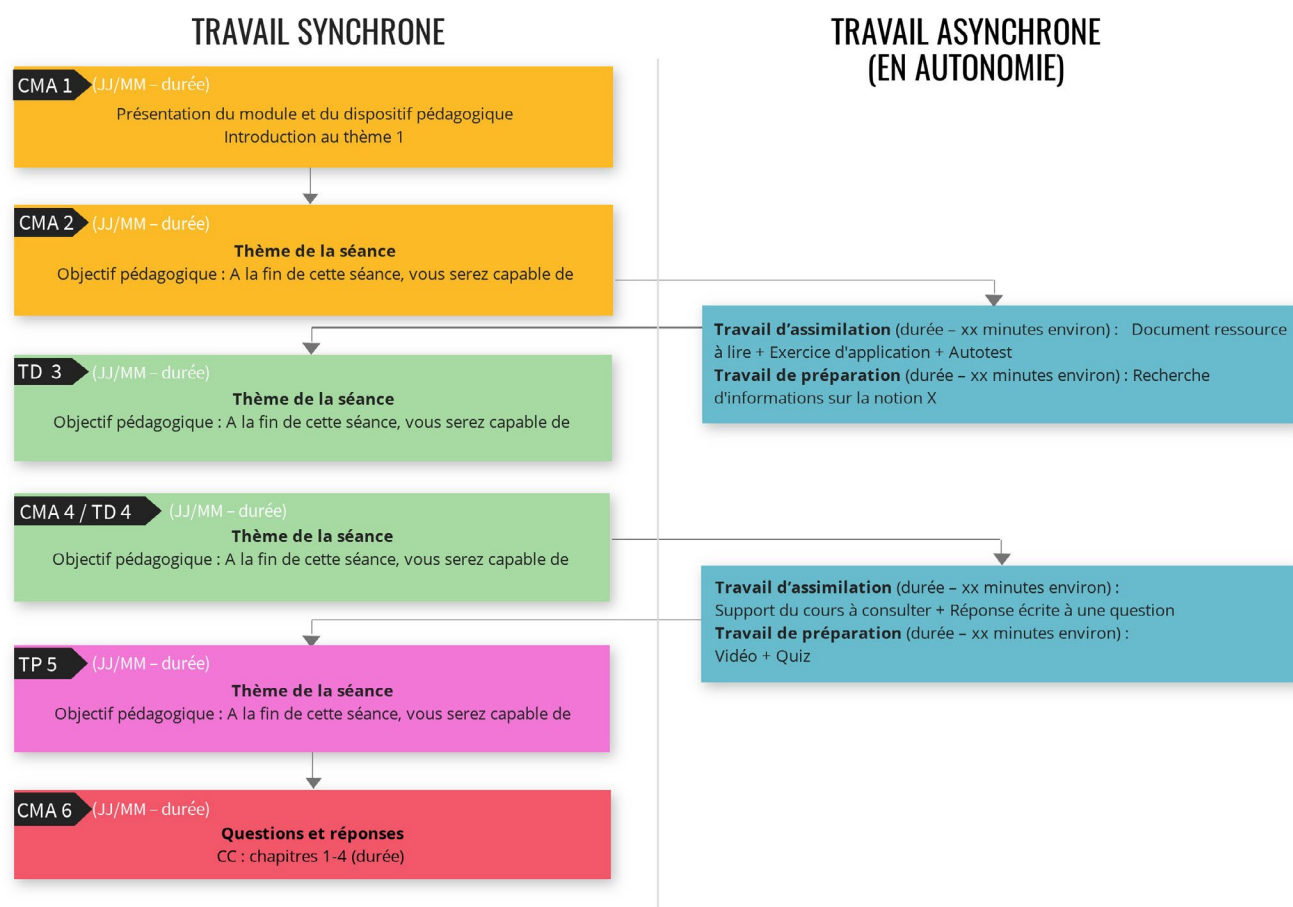 TRAVAIL SYNCHRONE
TRAVAIL ASYNCHRONE
(EN AUTONOMIE)
CMA 1 (JJ/MM – durée)
Présentation du module et du dispositif pédagogique
Introduction au thème 1
CMA 2 (JJ/MM – durée)
Thème de la séance
Objectif pédagogique : A la fin de cette séance, vous serez capable de
Travail d’assimilation (durée – xx minutes environ) : Document ressource
à lire + Exercice d'application + Autotest
Travail de préparation (durée – xx minutes environ) : Recherche
d'informations sur la notion X
TD 3 (JJ/MM – durée)
Thème de la séance
Objectif pédagogique : A la fin de cette séance, vous serez capable de
CMA 4 / TD 4 (JJ/MM – durée)
Thème de la séance
Objectif pédagogique : A la fin de cette séance, vous serez capable de
Travail d’assimilation (durée – xx minutes environ) :
Support du cours à consulter + Réponse écrite à une question
Travail de préparation (durée – xx minutes environ) :
Vidéo + Quiz
TP 5 (JJ/MM – durée)
Thème de la séance
Objectif pédagogique : A la fin de cette séance, vous serez capable de
CMA 6 (JJ/MM – durée)
Questions et réponses
CC : chapitres 1-4 (durée)